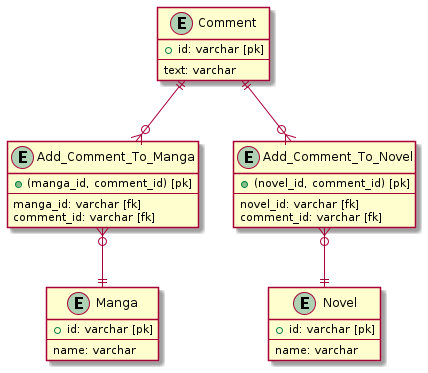 E Comment
id: varchar [pk]
text: varchar
E Add_Comment_To_Manga
(manga_id, comment_id) [pk]
manga_id: varchar [fk]
comment_id: varchar [fk]
E Add_Comment_To_Novel
(novel_id, comment_id) [pk]
novel_id: varchar [fk]
comment_id: varchar [fk]
E Manga
id: varchar [pk]
name: varchar
E Novel
id: varchar [pk]
name: varchar